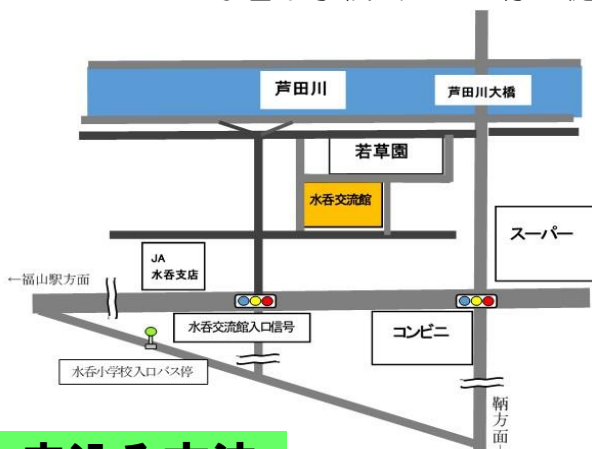 芦田川
芦田川大橋
若草園
水呑交流館
スーパー
JA
水呑支店
←福山駅方面
水呑交流館入口信号
コンビニ
水呑小学校入口バス停
鞆方面→